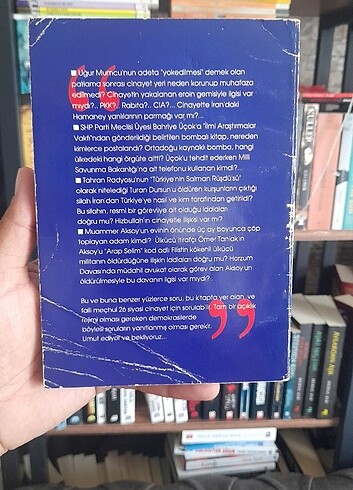 ■ Uğur Mumcu'nun adeta "yokedilmesi" demek olan
patlama sonrası cinayet yeri neden korunup muhafaza
edilmedi? Cinayetin yakalanan eroin gemisiyle ilgisi var
mıydı?.. PKK?.. Rabıta?.. CIA?... Cinayette İran'daki
Hamaney yanlılarının parmağı var mı?...
■ SHP Parti Meclisi Üyesi Bahriye Üçok'a "İlmi Araştırmalar
Vakfı'ndan gönderildiği belirtilen bombalı kitap, nereden
kimlerce postalandı? Ortadoğu kaynaklı bomba, hangi
ülkedeki hangi örgüte aitti? Üçok'u tehdit ederken Milli
Savunma Bakanlığı'na ait telefonu kullanan kimdi?...
■ Tahran Radyosu'nun "Türkiye'nin Salman Rüşdü'sü"
olarak nitelediği Turan Dursun'u öldüren kurşunların çıktığı
silah İran'dan Türkiye'ye nasıl ve kim tarafından getirildi?
Bu silahın, resmi bir görevliye ait olduğu iddiaları
doğru mu? Hizbullah'ın cinayetle ilişkisi var mı?
■ Muammer Aksoy'un evinin önünde üç ay boyunca çöp
toplayan adam kimdi? Ülkücü itirafçı Ömer Tanlak'ın
Aksoy'u "Arap Selim" kod adlı Filistin kökenli ülkücü
militanın öldürdüğüne ilişkin iddiaları doğru mu? Horzum
Davası'nda müdahil avukat olarak görev alan Aksoy'un
öldürülmesiyle bu davanın ilgisi var mıydı?.
Bu ve buna benzer yüzlerce soru, bu kitapta yer alan ve
faili meçhul 26 siyasi cinayet için sorulabilir. Tam bir açıklık
rejimi olması gereken demokrasilerde
böylesi soruların yanıtlanmış olması gerekir.
Umut ediyor ve bekliyoruz...